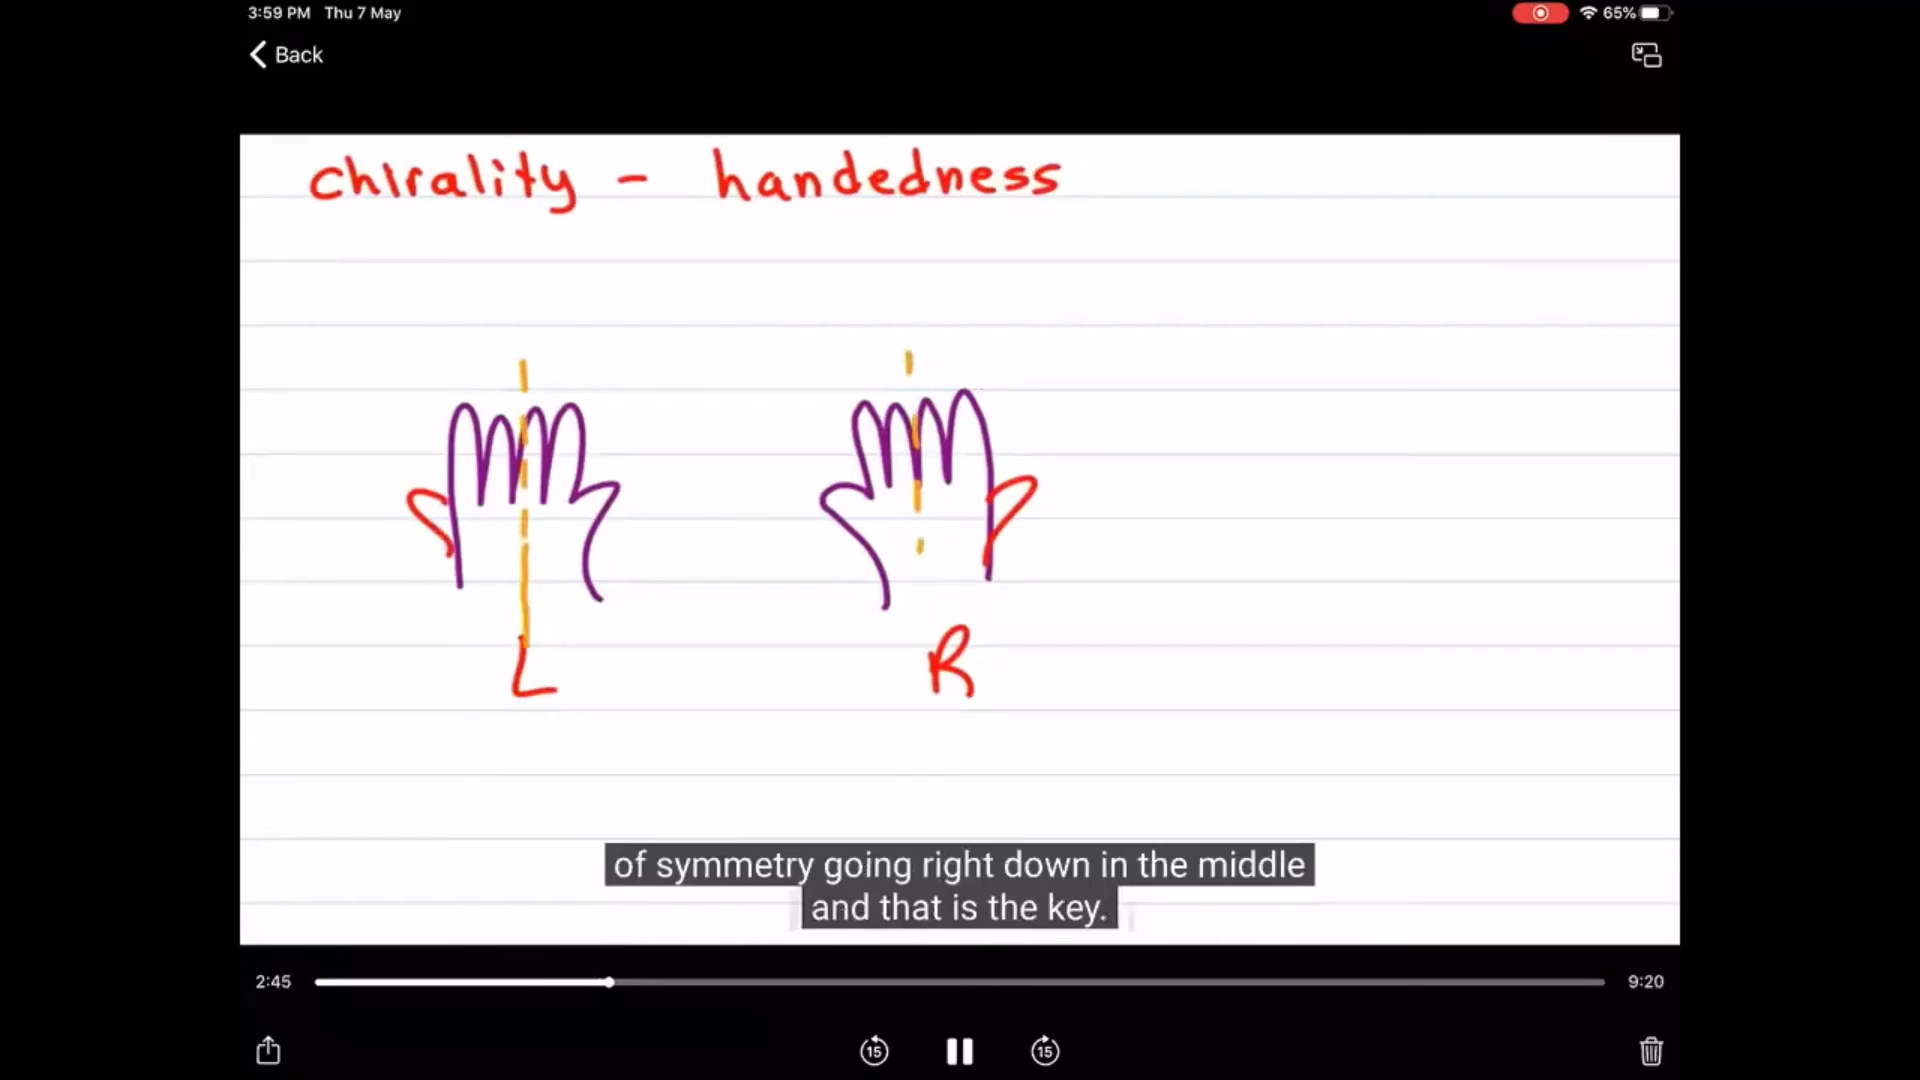 3:59 PM Thu 7 May
65%
Back
chirality - handedness
L
R
of symmetry going right down in the middle
and that is the key.
2:45
9:20
15
15